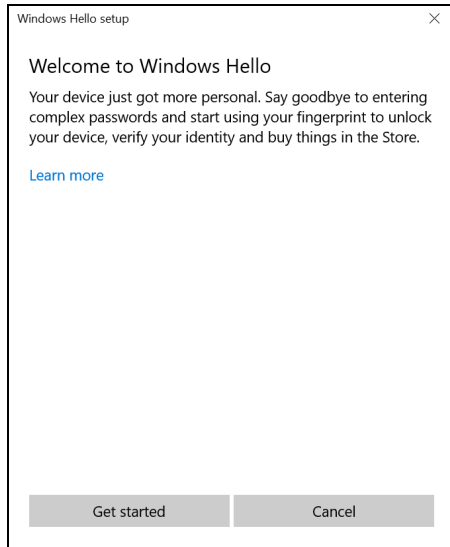 Windows Hello setup
Welcome to Windows Hello
Your device just got more personal. Say goodbye to entering
complex passwords and start using your fingerprint to unlock
your device, verify your identity and buy things in the Store.
Learn more
Get started
Cancel